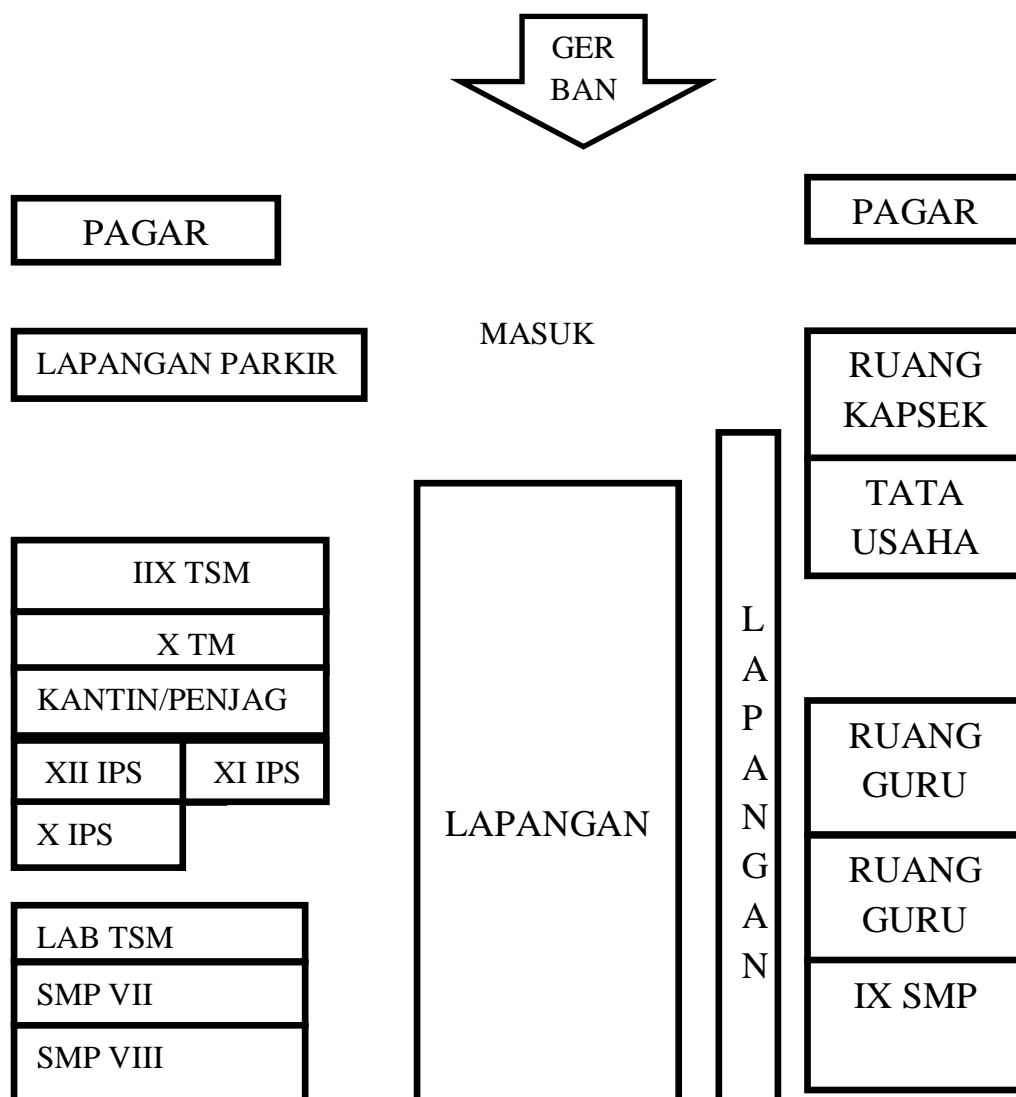 GER
BAN
PAGAR
PAGAR
MASUK
LAPANGAN PARKIR
RUANG
KAPSEK
TATA
USAHA
IIX TSM
X TM
KANTIN/PENJAG
XII IPS
XI IPS
X IPS
LAB TSM
SMP VII
SMP VIII
LAPANGAN
L
A
P
A
N
G
A
N
RUANG
GURU
RUANG
GURU
IX SMP